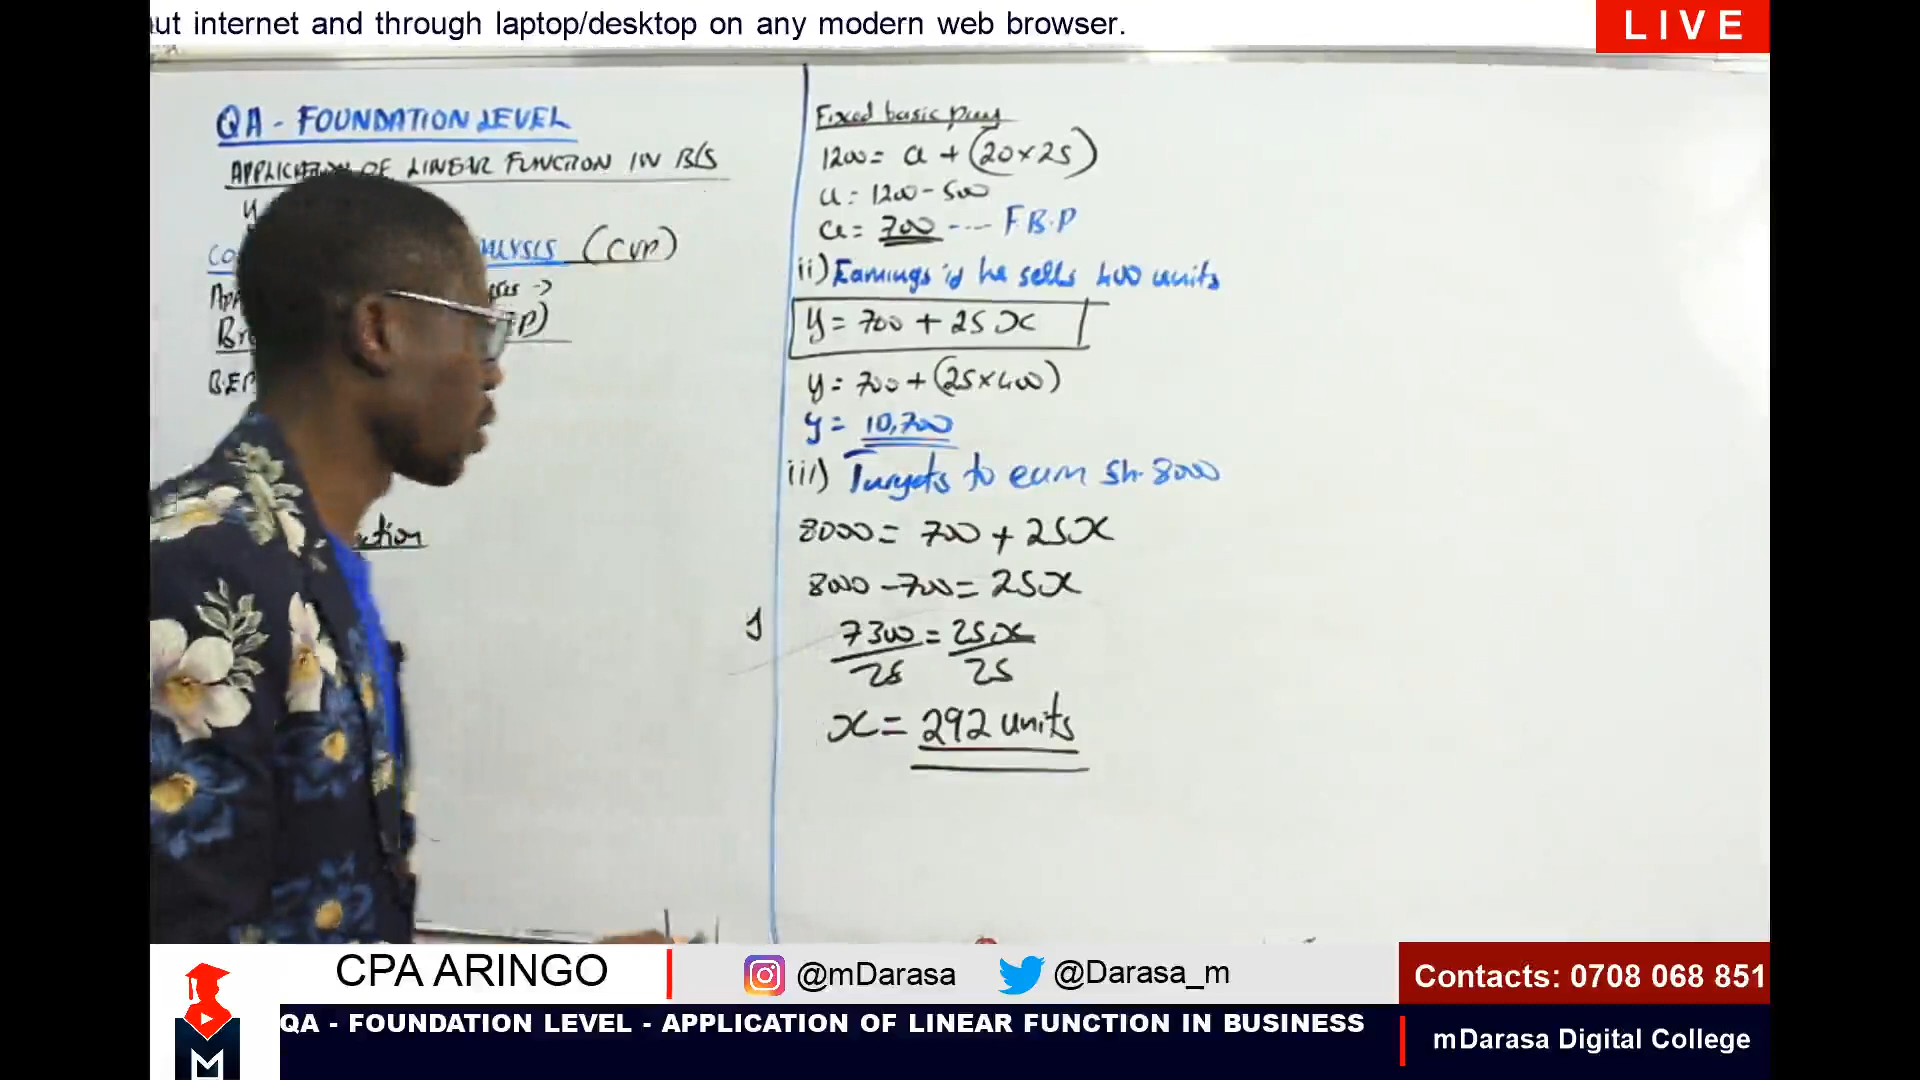 ut internet and through laptop/desktop on any modern web browser.
LIVE
QA - FOUNDATION LEVEL
APPLICATION OF LINEAR FUNCTION IN B/S
y
CO ALYSIS (CVP)
B.E.P
ction
Fixed basic pay
1200 = a + (20×25)
a = 1200 - 500
a = 700 ---- F.B.P
ii) Earnings if he sells 400 units
y = 700 + 25x
y = 700 + (25×400)
y = 10,700
iii) Targets to earn sh. 8000
8000 = 700 + 25x
8000 - 700 = 25x
7300 = 25x
25 25
x = 292 units
CPA ARINGO
@mDarasa
@Darasa_m
Contacts: 0708 068 851
QA - FOUNDATION LEVEL - APPLICATION OF LINEAR FUNCTION IN BUSINESS
mDarasa Digital College
M